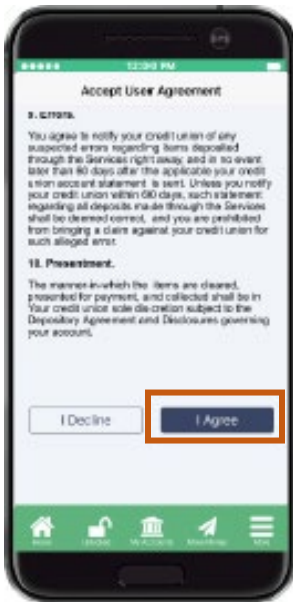 12:00 PM
Accept User Agreement
9. Errors.
You agree to notify your credit union of any
suspected errors regarding items deposited
through the Services right away, and in no event
later than 60 days after the applicable your credit
union account statement is sent. Unless you notify
your credit union within 60 days, such statement
regarding all deposits made through the Services
shall be deemed correct, and you are prohibited
from bringing a claim against your credit union for
such alleged error.
10. Presentment.
The manner-in-which the items are cleared,
presented for payment, and collected shall be in
Your credit union sole discretion subject to the
Depository Agreement and Disclosures governing
your account.
I Decline
I Agree
My Accounts
More